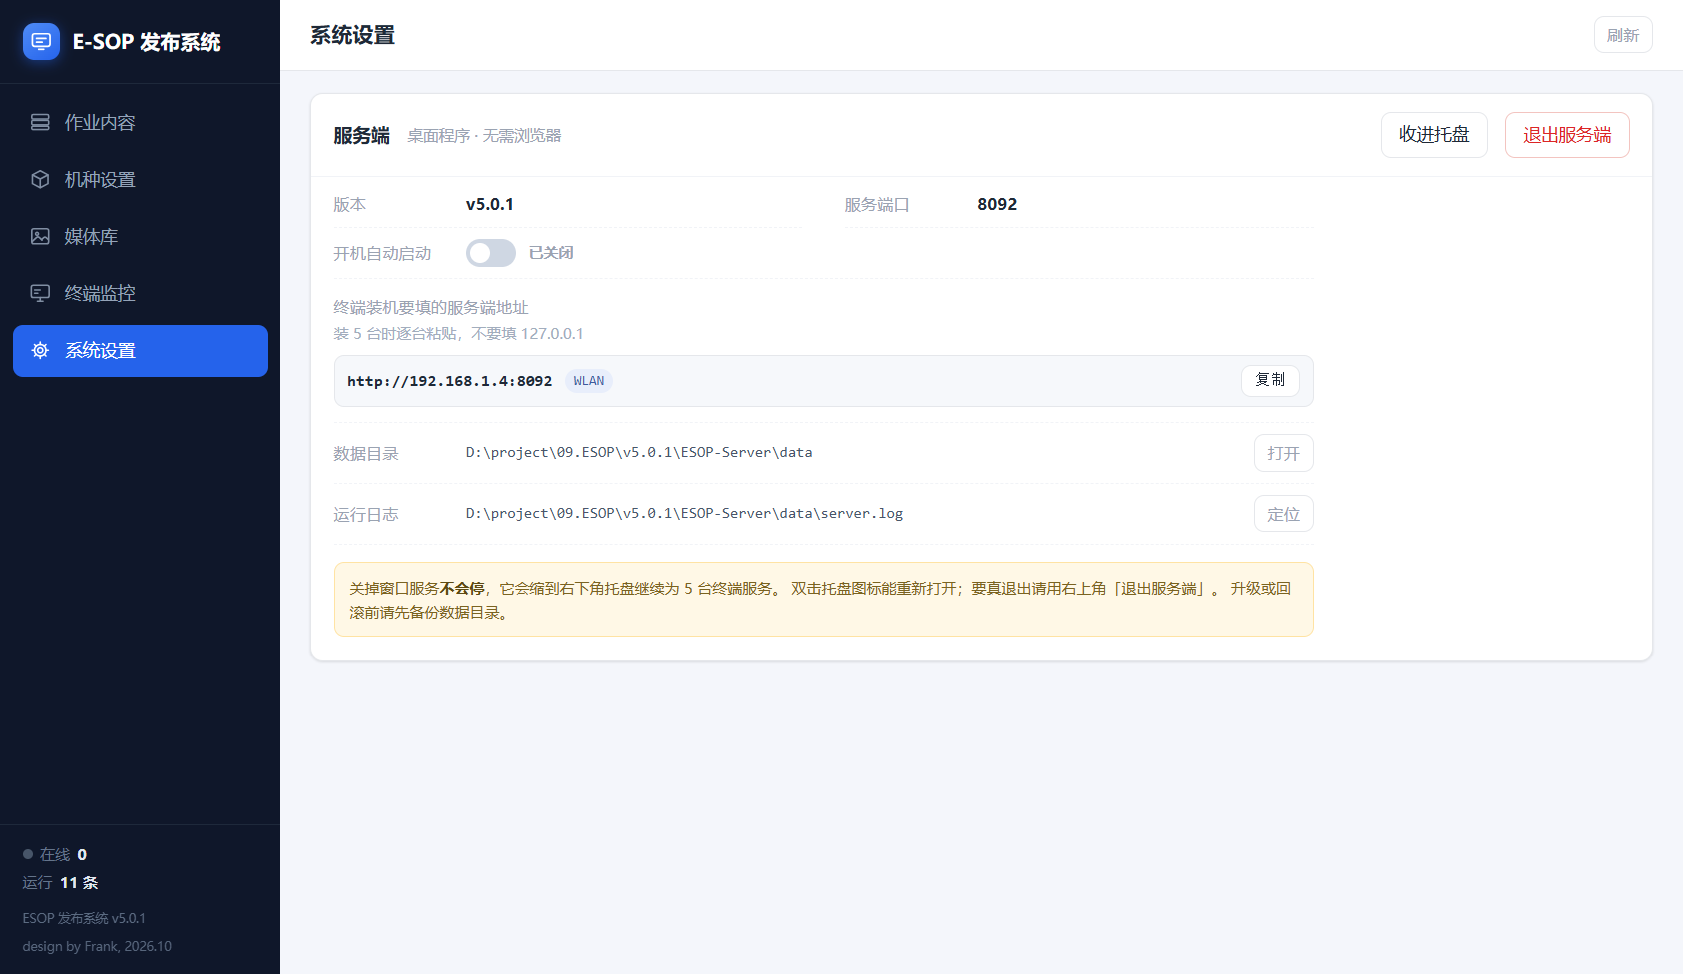 E-SOP 发布系统
作业内容
机种设置
媒体库
终端监控
系统设置
在线 0
运行 11 条
ESOP 发布系统 v5.0.1
design by Frank, 2026.10
系统设置
刷新
服务端 桌面程序 · 无需浏览器
收进托盘
退出服务端
版本 v5.0.1
服务端口 8092
开机自动启动 已关闭
终端装机要填的服务端地址
装 5 台时逐台粘贴，不要填 127.0.0.1
http://192.168.1.4:8092 WLAN
复制
数据目录 D:\project\09.ESOP\v5.0.1\ESOP-Server\data
打开
运行日志 D:\project\09.ESOP\v5.0.1\ESOP-Server\data\server.log
定位
关掉窗口服务不会停，它会缩到右下角托盘继续为 5 台终端服务。 双击托盘图标能重新打开；要真退出请用右上角「退出服务端」。 升级或回
滚前请先备份数据目录。